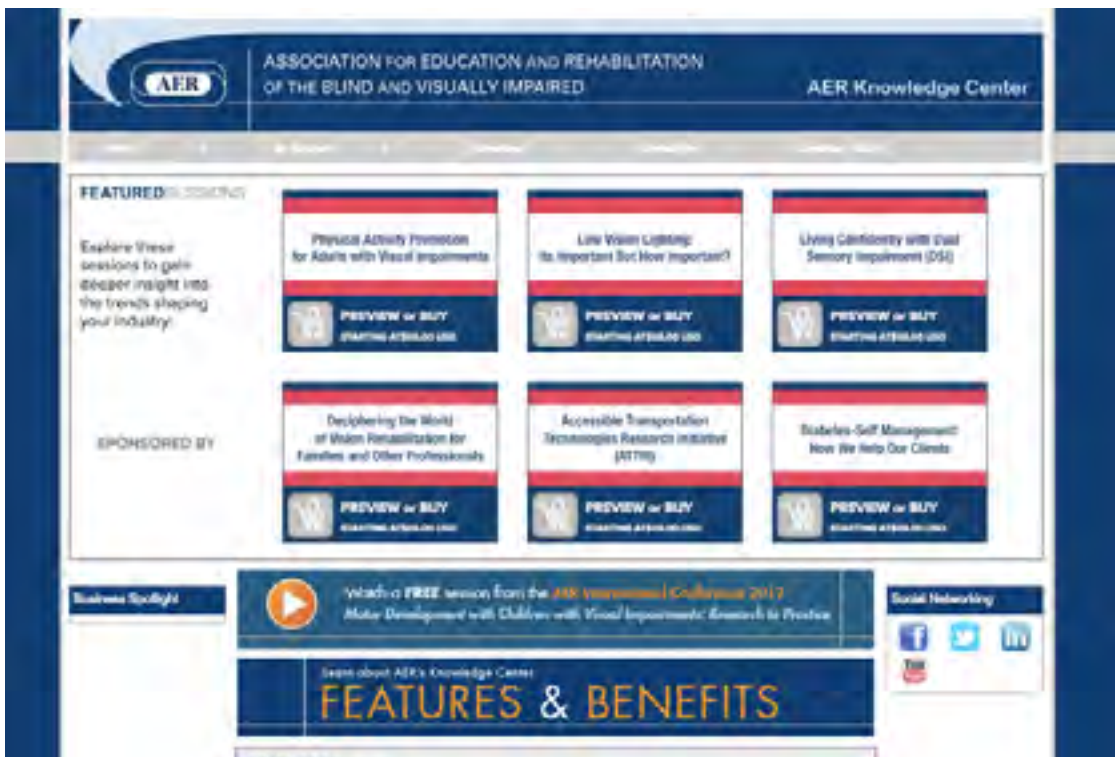 AER
ASSOCIATION FOR EDUCATION AND REHABILITATION
OF THE BLIND AND VISUALLY IMPAIRED
AER Knowledge Center
FEATURED SESSIONS
Explore these
sessions to gain
deeper insight into
the trends shaping
your industry:
Physical Activity Promotion
for Adults with Visual Impairments
PREVIEW or BUY
Low Vision Lighting:
Its Important But How Important?
PREVIEW or BUY
Living Confidently with Dual
Sensory Impairment (DSI)
PREVIEW or BUY
SPONSORED BY
Deciphering the World
of Vision Rehabilitation for
Families and Other Professionals
PREVIEW or BUY
Accessible Transportation
Technologies Research Initiative
PREVIEW or BUY
Diabetes-Self Management:
How We Help Our Clients
PREVIEW or BUY
Business Spotlight
Watch a FREE session from the AER International Conference
Motor Development with Children with Visual Impairments: Research to Practice
Social Networking
f
in
You
Learn about AER's Knowledge Center
FEATURES & BENEFITS